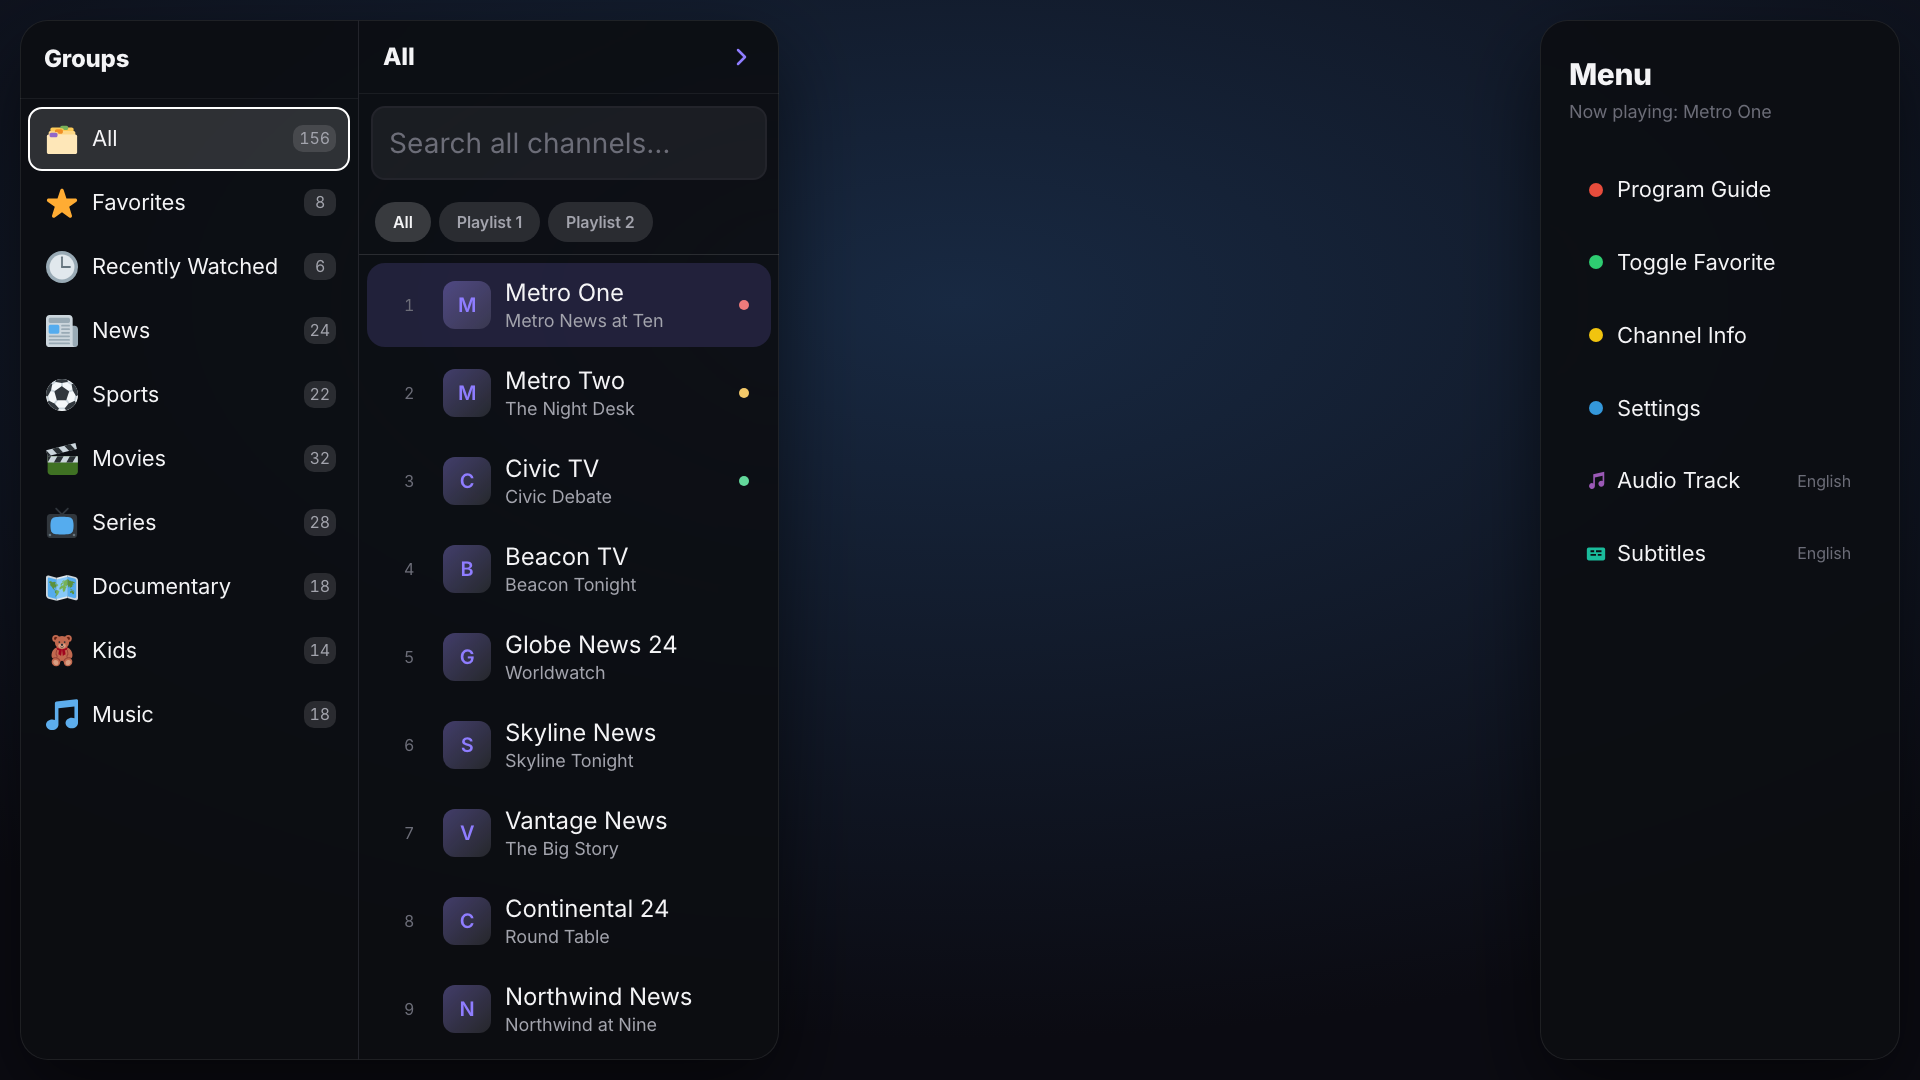 Groups
All 156
Favorites 8
Recently Watched 6
News 24
Sports 22
Movies 32
Series 28
Documentary 18
Kids 14
Music 18
All
Search all channels...
All Playlist 1 Playlist 2
1 M Metro One
Metro News at Ten
2 M Metro Two
The Night Desk
3 C Civic TV
Civic Debate
4 B Beacon TV
Beacon Tonight
5 G Globe News 24
Worldwatch
6 S Skyline News
Skyline Tonight
7 V Vantage News
The Big Story
8 C Continental 24
Round Table
9 N Northwind News
Northwind at Nine
Menu
Now playing: Metro One
Program Guide
Toggle Favorite
Channel Info
Settings
Audio Track English
Subtitles English